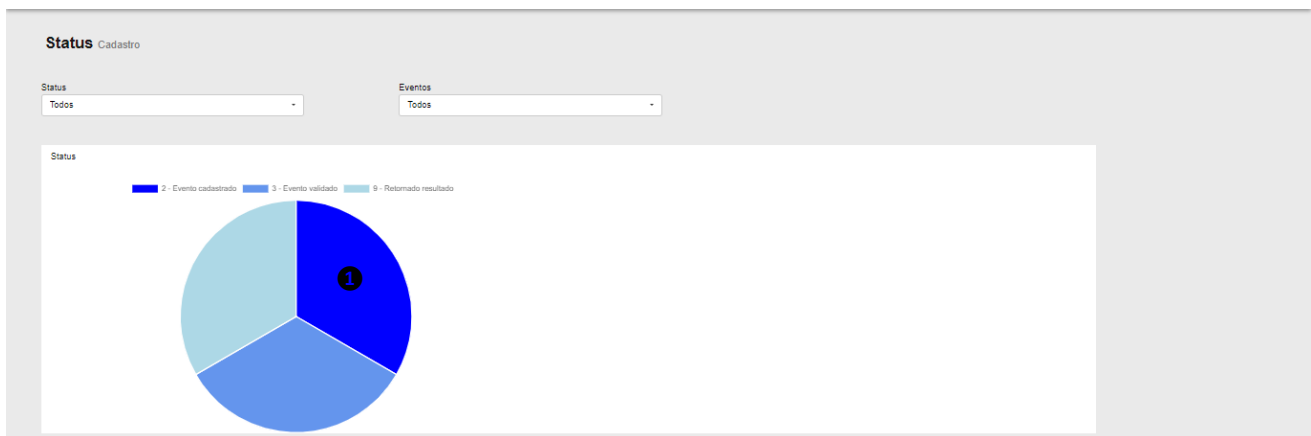 Status Cadastro
Status
Eventos
Todos
Todos
Status
2 - Evento cadastrado 3 - Evento validado 9 - Retornado resultado
1